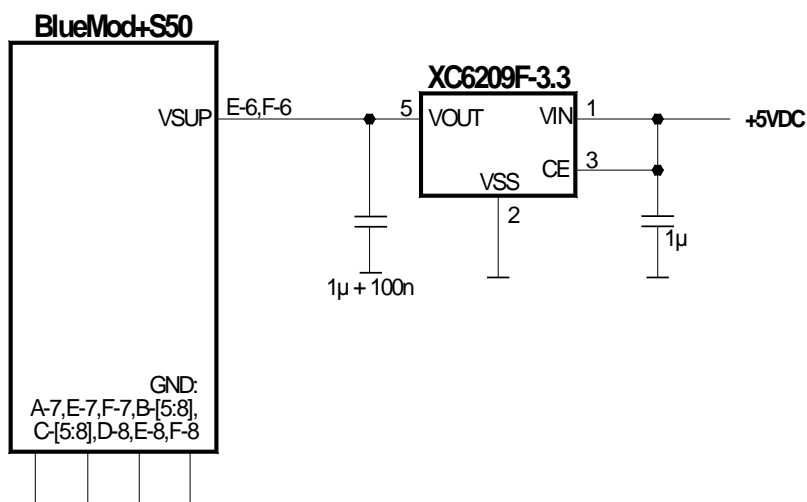 BlueMod+S50
XC6209F-3.3
VSUP
E-6,F-6
5
VOUT
VIN
1
+5VDC
CE
3
VSS
2
1µ
1µ + 100n
GND:
A-7,E-7,F-7,B-[5:8],
C-[5:8],D-8,E-8,F-8